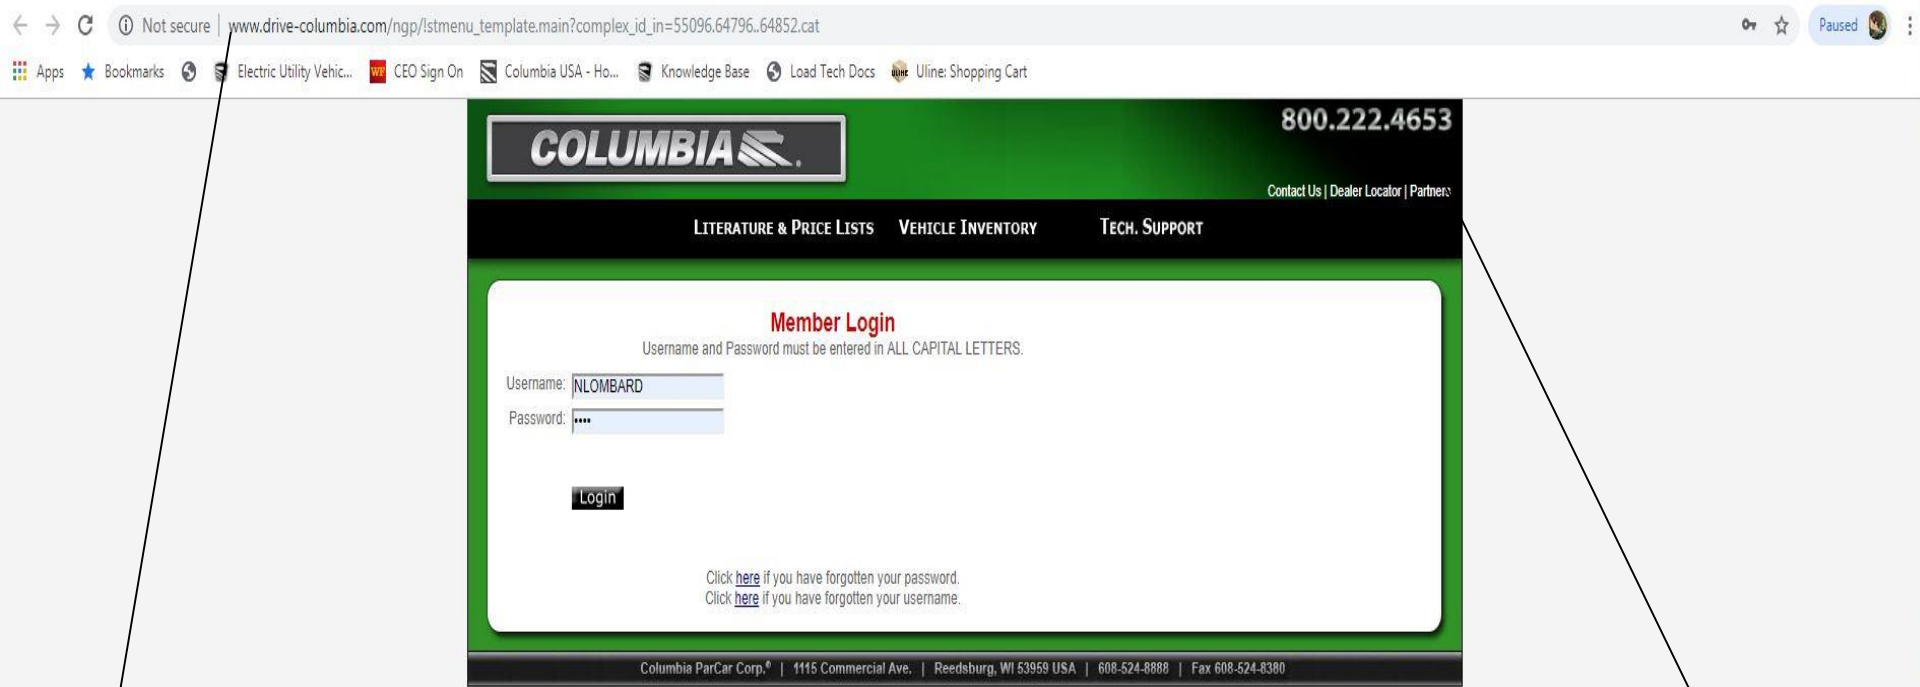 Not secure | www.drive-columbia.com/ngp/lstmenu_template.main?complex_id_in=55096.64796..64852.cat Paused
Apps Bookmarks Electric Utility Vehic... WF CEO Sign On Columbia USA - Ho... Knowledge Base Load Tech Docs ULINE Uline: Shopping Cart
COLUMBIA.
800.222.4653
Contact Us | Dealer Locator | Partners
LITERATURE & PRICE LISTS VEHICLE INVENTORY TECH. SUPPORT
Member Login
Username and Password must be entered in ALL CAPITAL LETTERS.
Username: NLOMBARD
Password: ••••
Login
Click here if you have forgotten your password.
Click here if you have forgotten your username.
Columbia ParCar Corp.® | 1115 Commercial Ave. | Reedsburg, WI 53959 USA | 608-524-8888 | Fax 608-524-8380